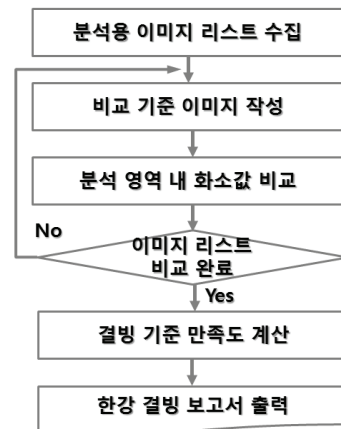 분석용 이미지 리스트 수집
비교 기준 이미지 작성
분석 영역 내 화소값 비교
No
이미지 리스트
비교 완료
Yes
결빙 기준 만족도 계산
한강 결빙 보고서 출력